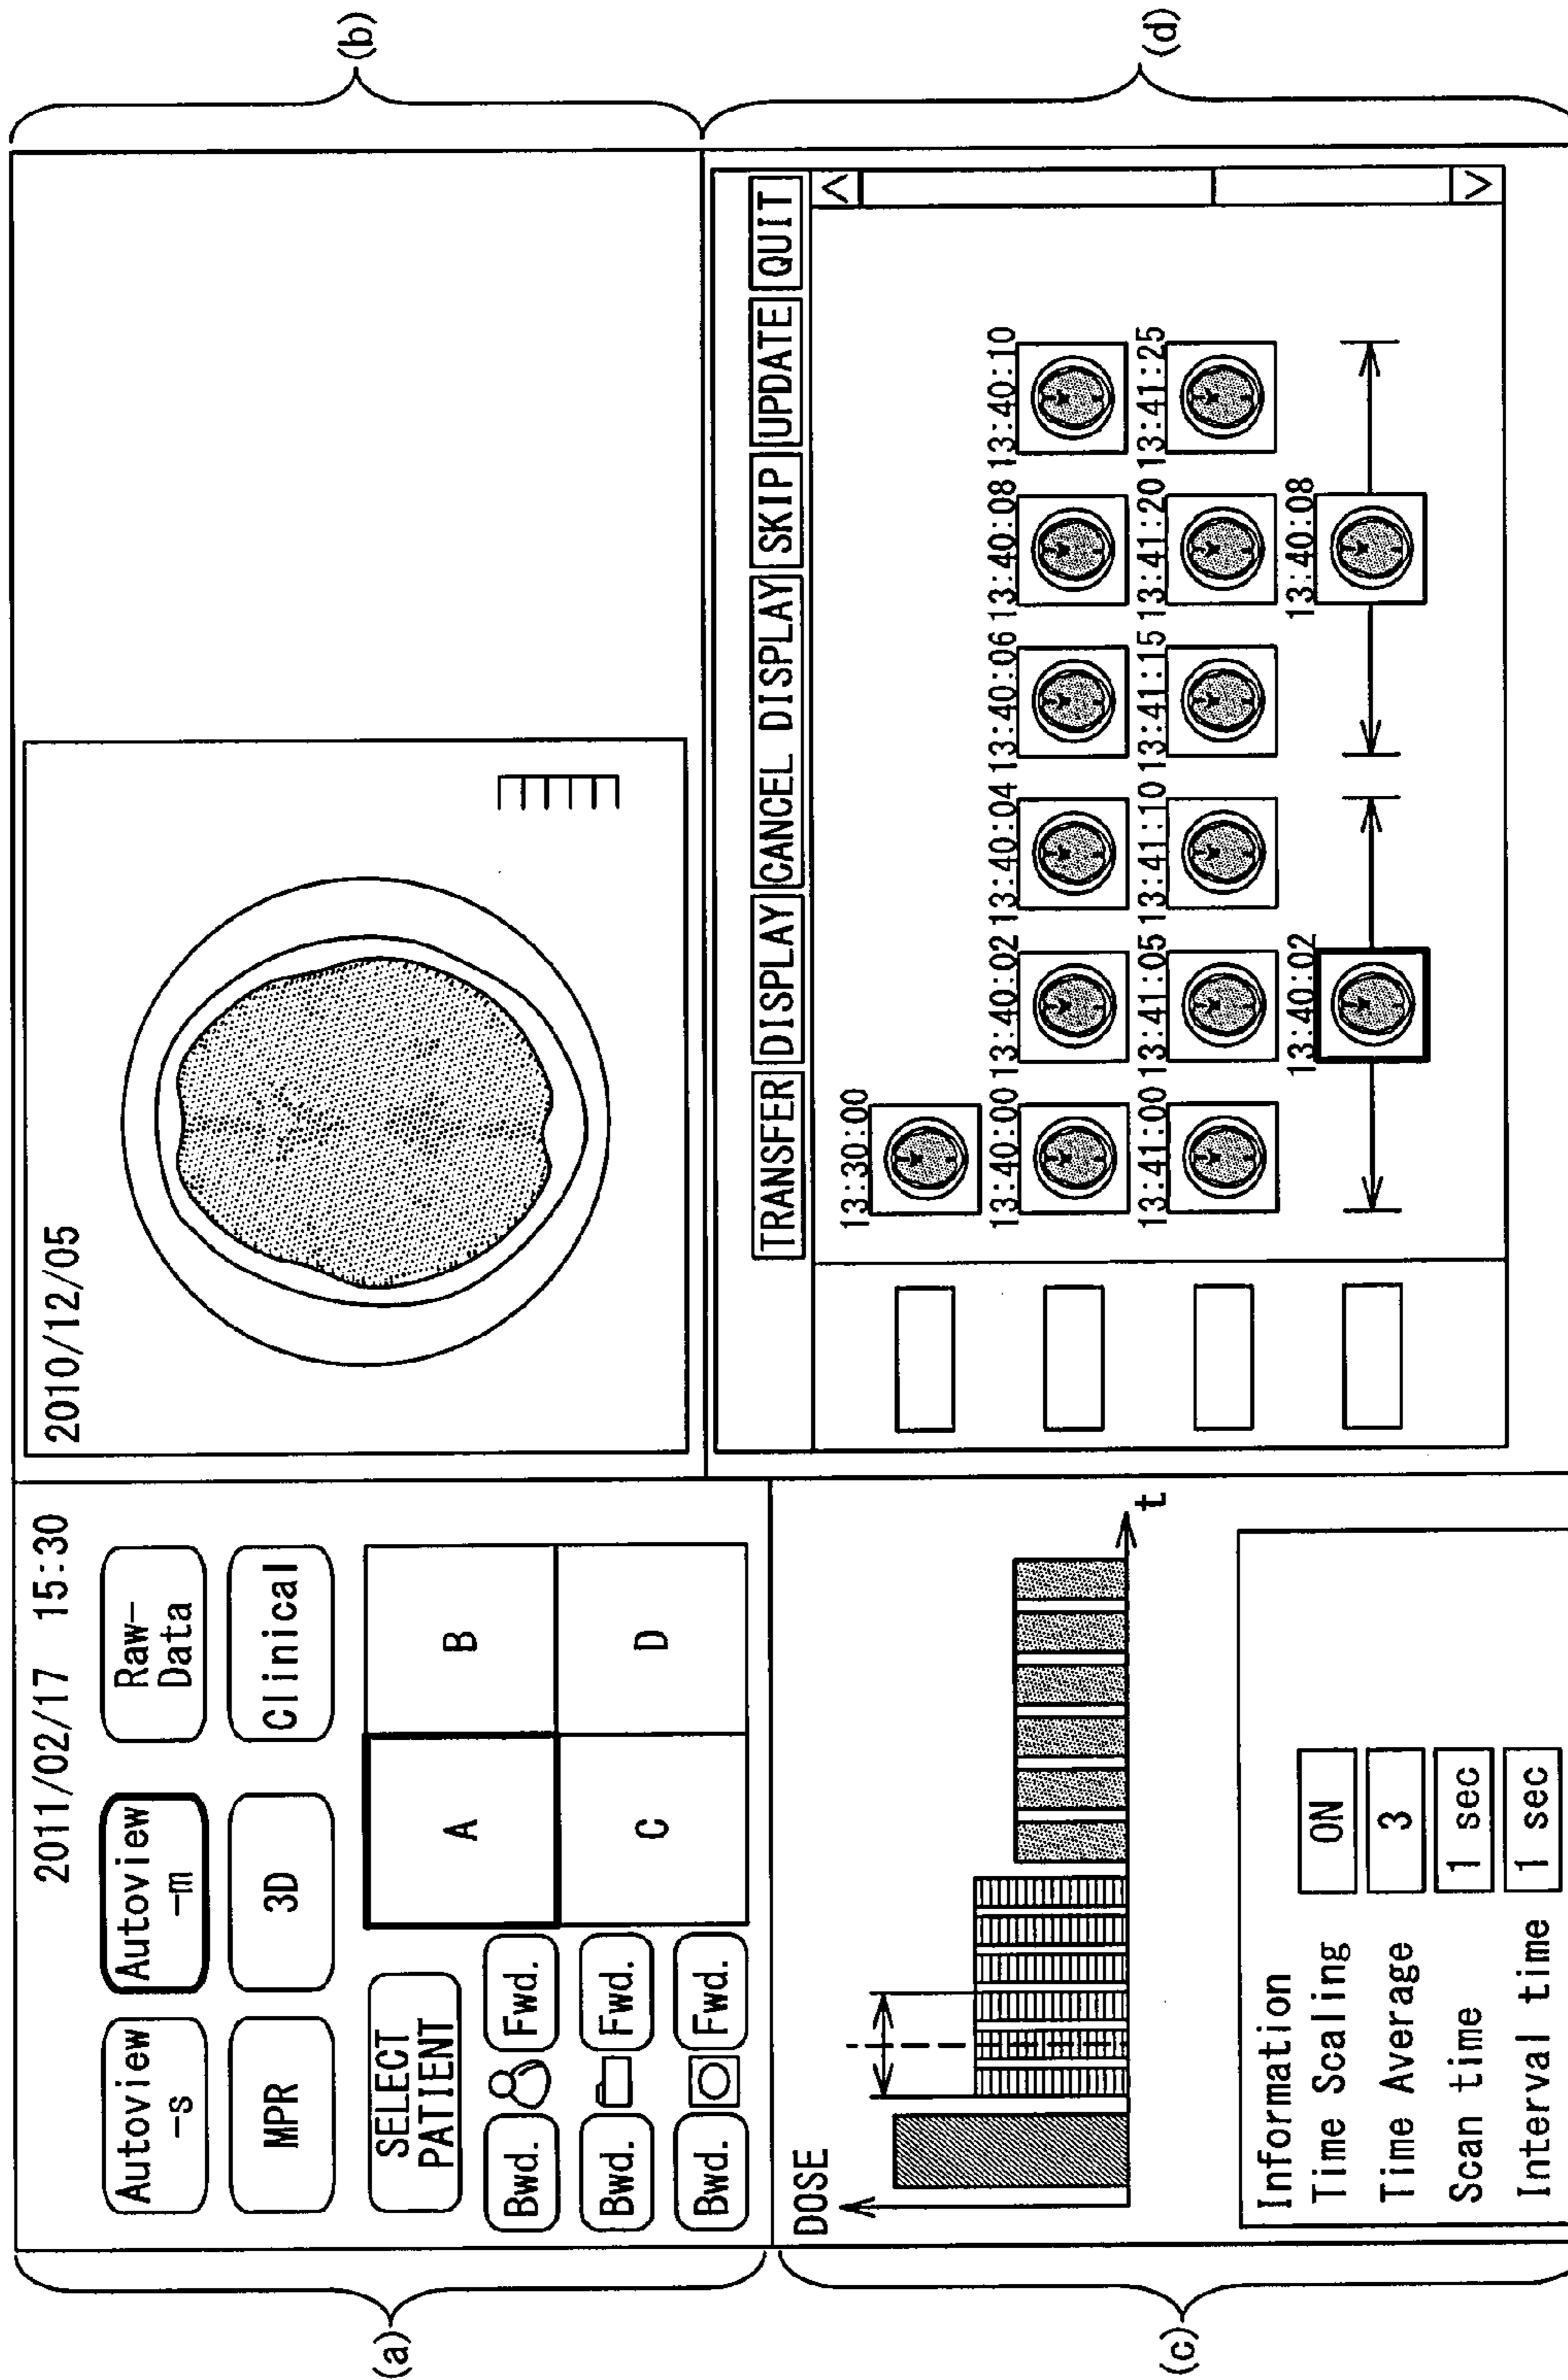 (a)
2011/02/17 15:30
Autoview
-s
Autoview
-m
Raw-
Data
MPR
3D
Clinical
SELECT
PATIENT
Bwd.
Fwd.
Bwd.
Fwd.
Bwd.
Fwd.
A
B
C
D
(b)
2010/12/05
(c)
DOSE
t
Information
Time Scaling
ON
Time Average
3
Scan time
1 sec
Interval time
1 sec
(d)
TRANSFER DISPLAY CANCEL DISPLAY SKIP UPDATE QUIT
13:30:00
13:40:00 13:40:02 13:40:04 13:40:06 13:40:08 13:40:10
13:41:00 13:41:05 13:41:10 13:41:15 13:41:20 13:41:25
13:40:02 13:40:08